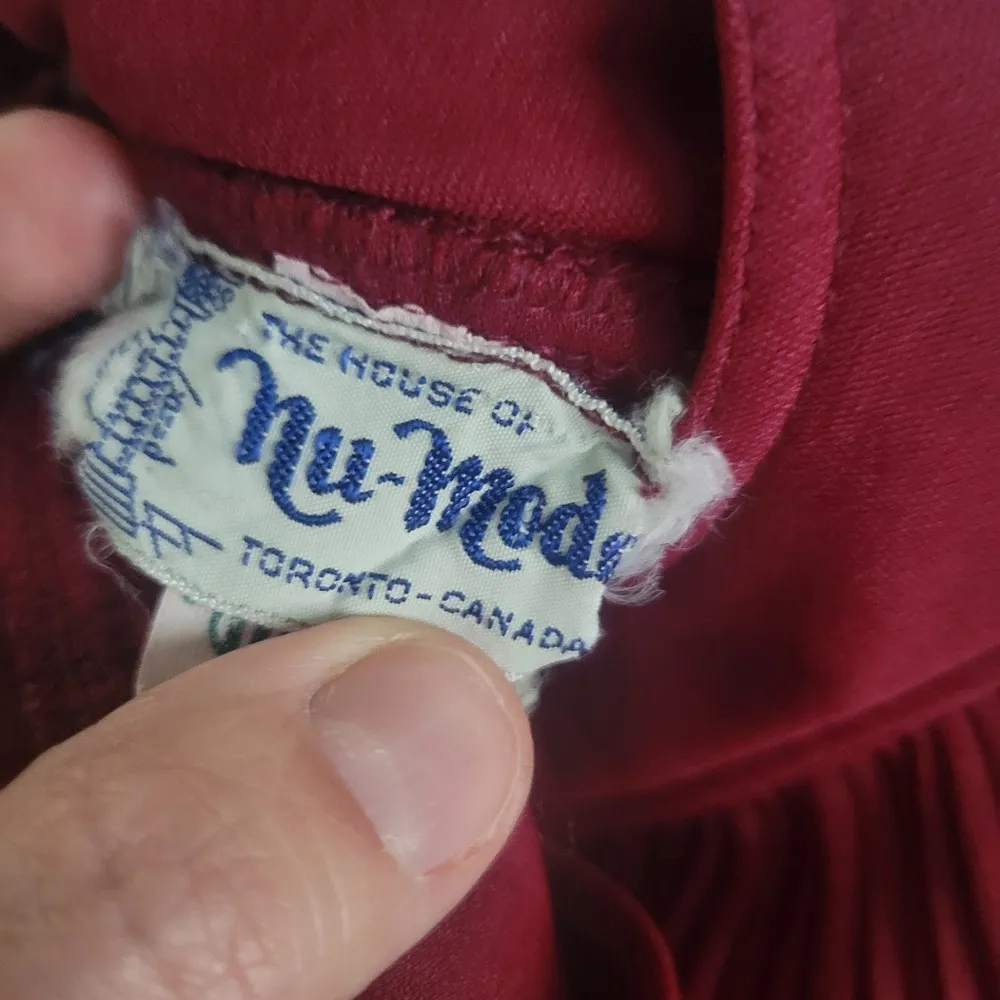 THE HOUSE OF
Nu-Mode
TORONTO-CANADA